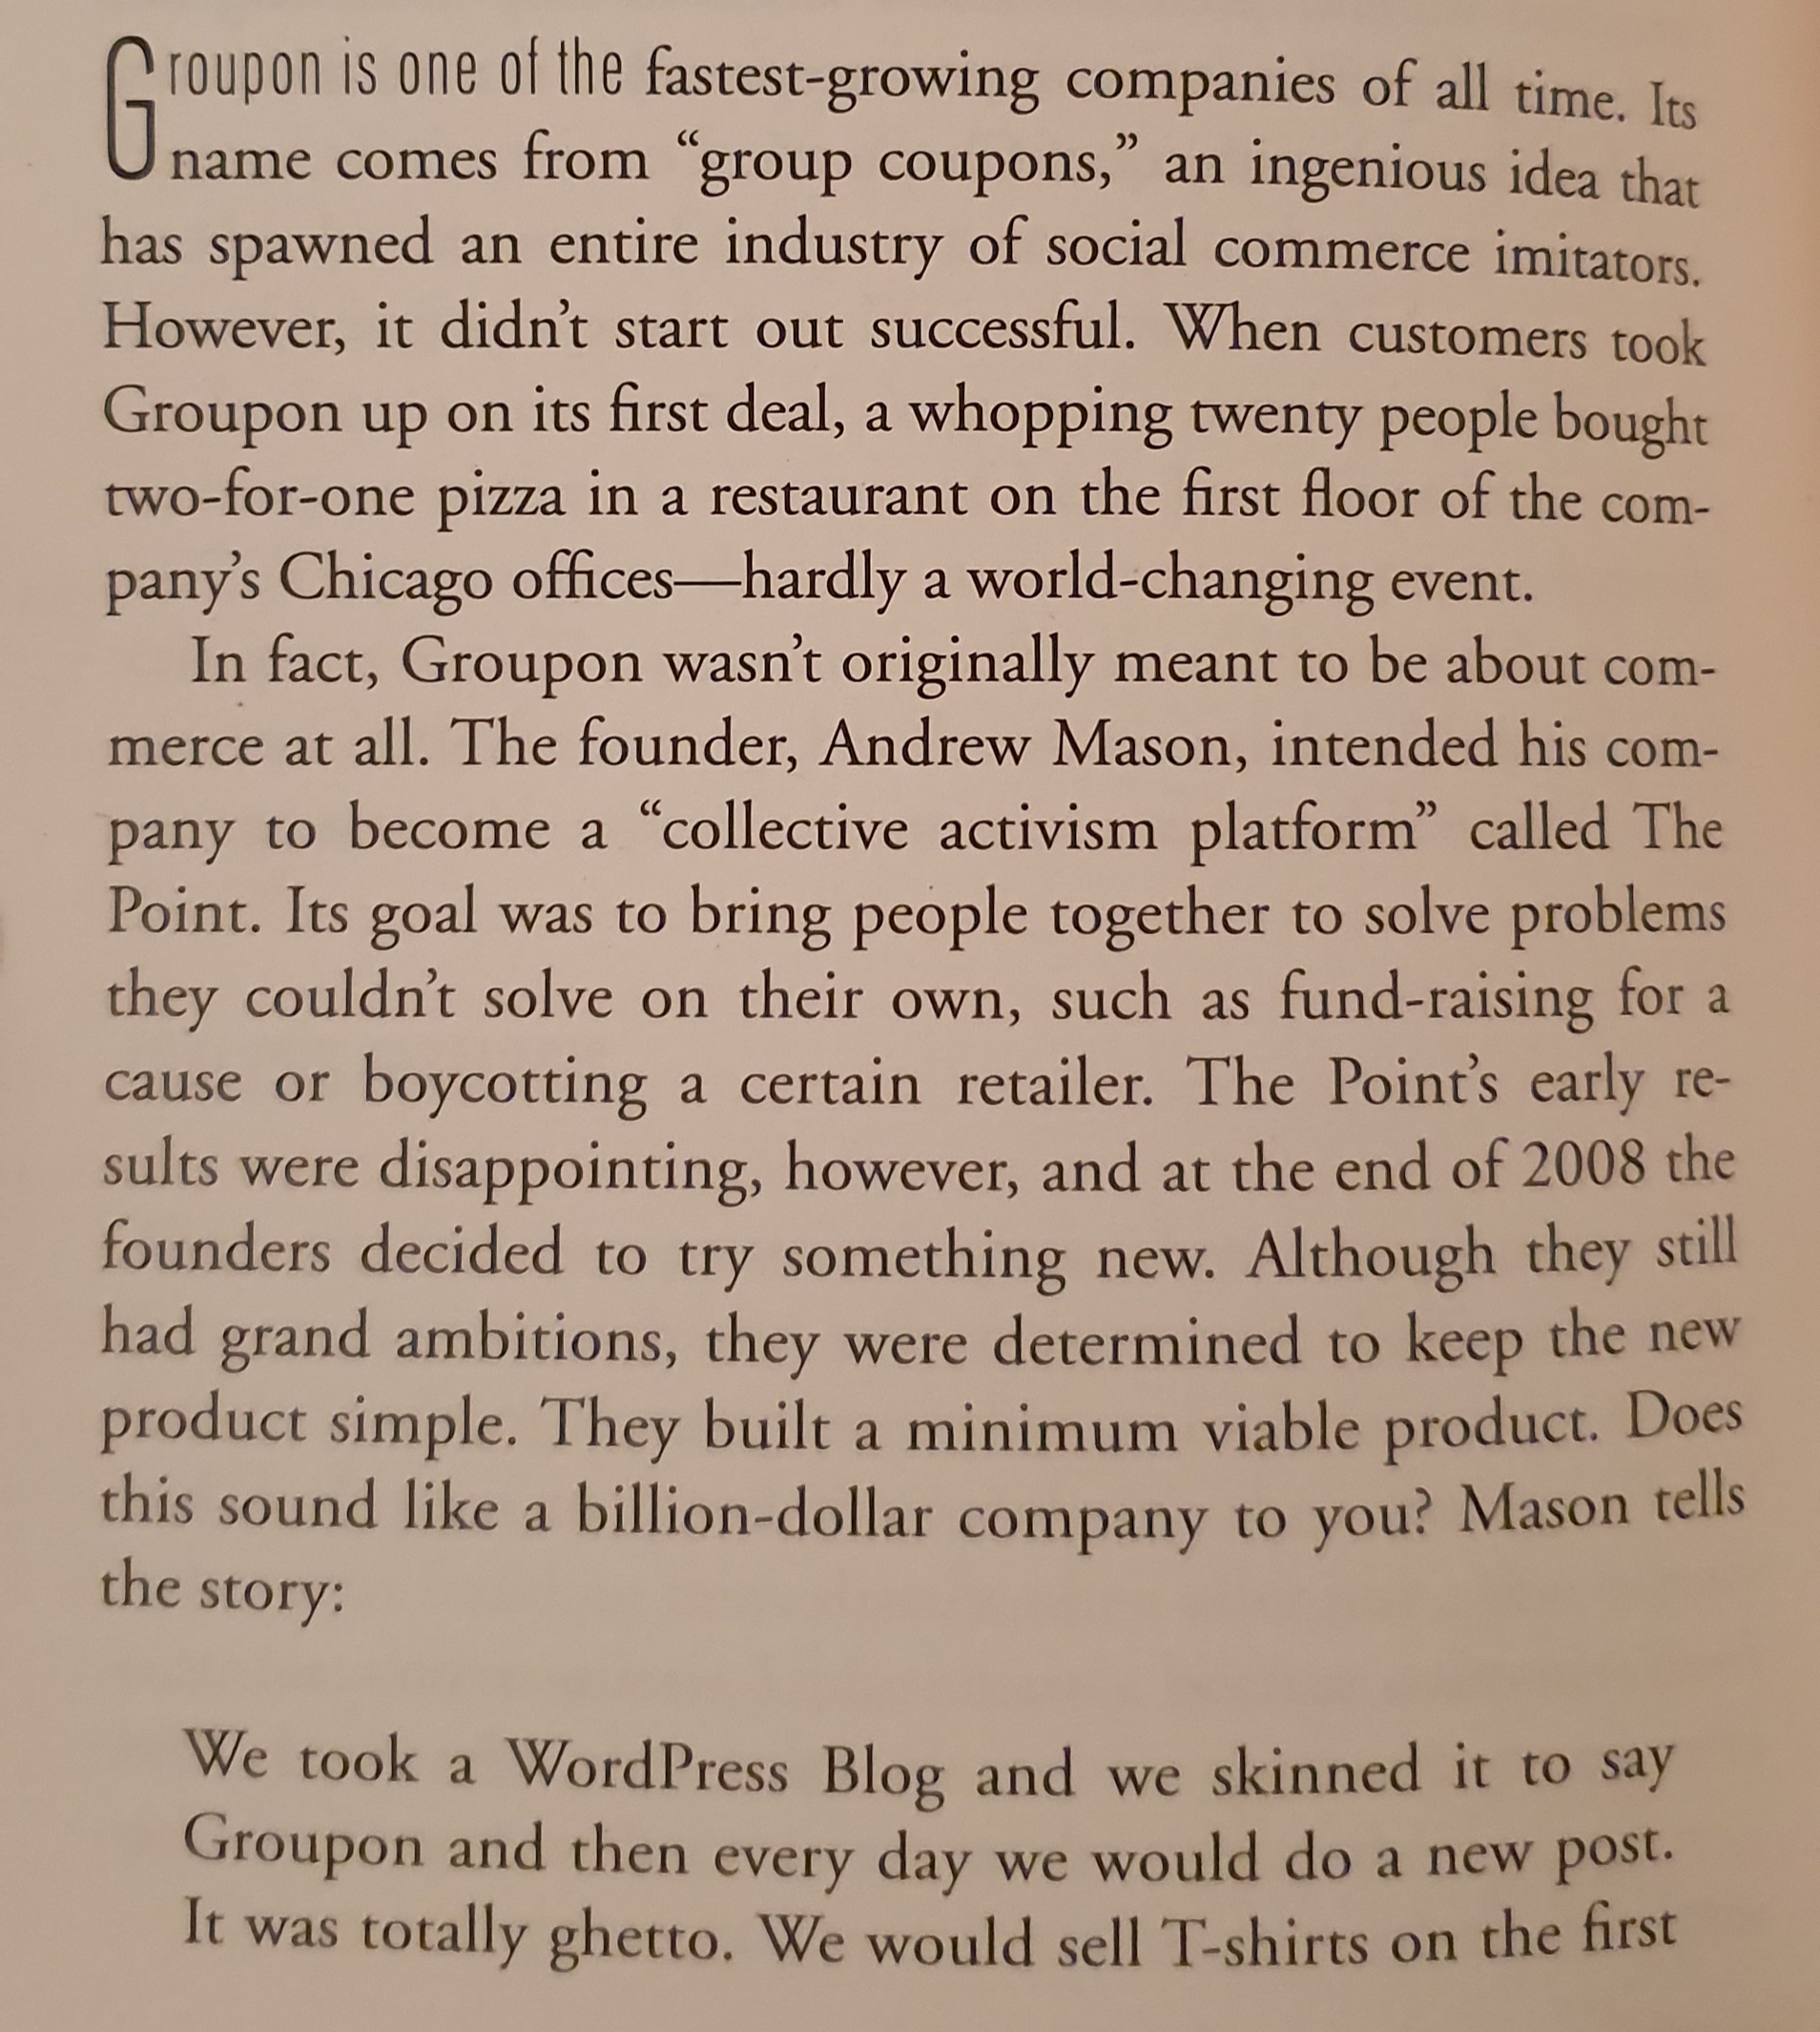 Groupon is one of the fastest-growing companies of all time. Its
name comes from “group coupons,” an ingenious idea that
has spawned an entire industry of social commerce imitators.
However, it didn’t start out successful. When customers took
Groupon up on its first deal, a whopping twenty people bought
two-for-one pizza in a restaurant on the first floor of the com-
pany’s Chicago offices—hardly a world-changing event.
In fact, Groupon wasn’t originally meant to be about com-
merce at all. The founder, Andrew Mason, intended his com-
pany to become a “collective activism platform” called The
Point. Its goal was to bring people together to solve problems
they couldn’t solve on their own, such as fund-raising for a
cause or boycotting a certain retailer. The Point’s early re-
sults were disappointing, however, and at the end of 2008 the
founders decided to try something new. Although they still
had grand ambitions, they were determined to keep the new
product simple. They built a minimum viable product. Does
this sound like a billion-dollar company to you? Mason tells
the story:
We took a WordPress Blog and we skinned it to say
Groupon and then every day we would do a new post.
It was totally ghetto. We would sell T-shirts on the first